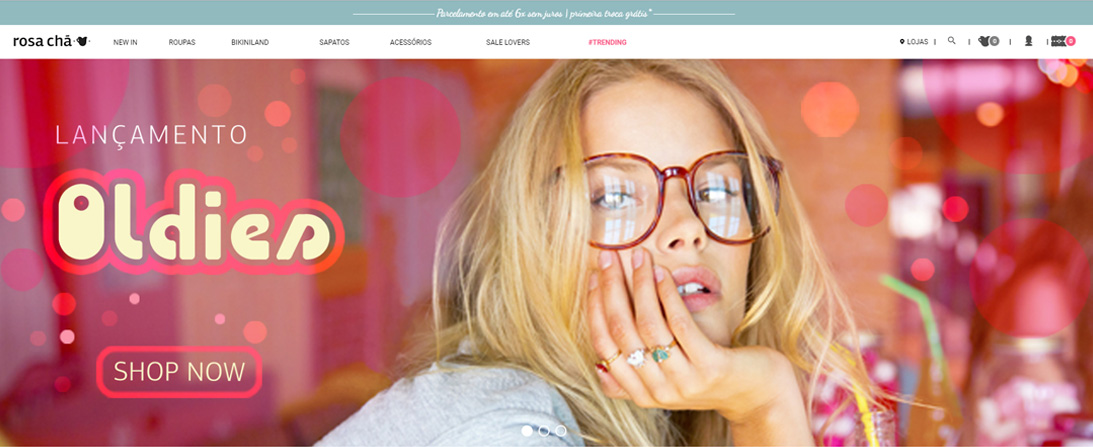 Parcelamento em até 6x sem juros | primeira troca grátis*
rosa chá NEW IN ROUPAS BIKINILAND SAPATOS ACESSÓRIOS SALE LOVERS #TRENDING LOJAS | | 0 | | 0
LANÇAMENTO
Oldies
SHOP NOW